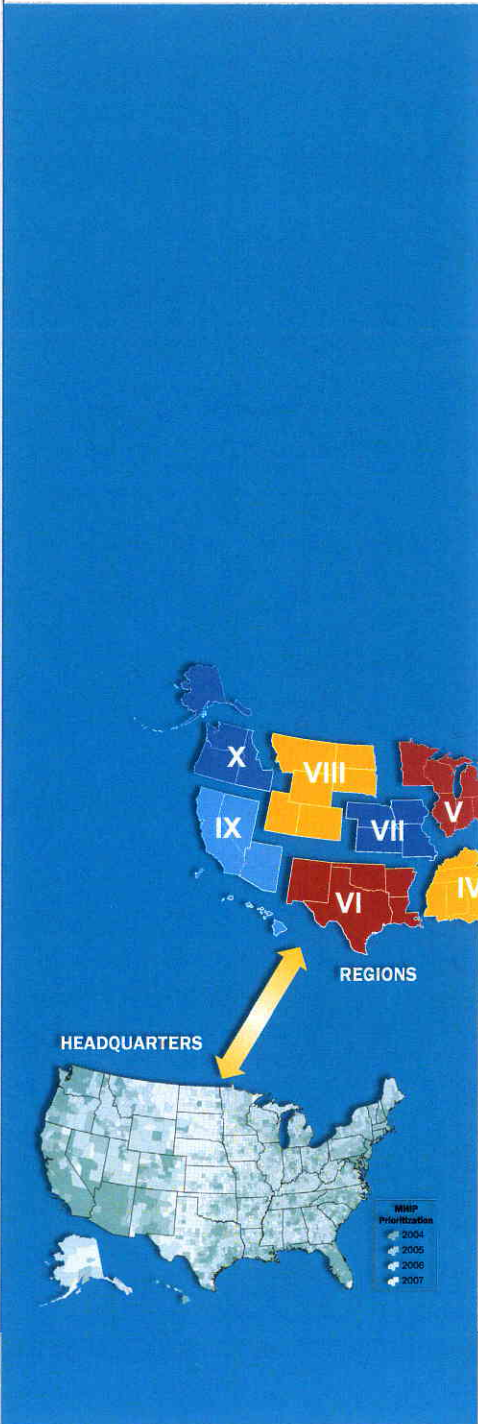 X
VIII
V
IX
VII
VI
IV
REGIONS
HEADQUARTERS
MHIP
Prioritization
2004
2005
2006
2007